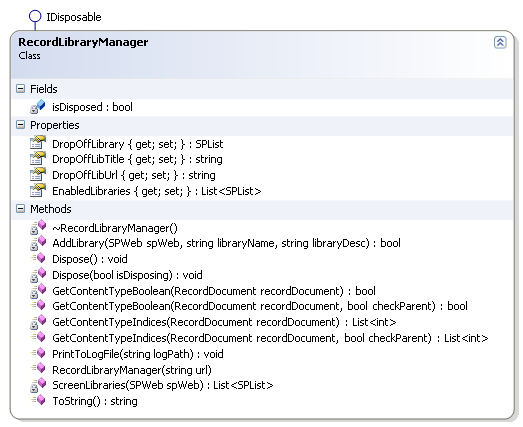 IDisposable
RecordLibraryManager
Class
Fields
isDisposed : bool
Properties
DropOffLibrary { get; set; } : SPList
DropOffLibTitle { get; set; } : string
DropOffLibUrl { get; set; } : string
EnabledLibraries { get; set; } : List<SPList>
Methods
~RecordLibraryManager()
AddLibrary(SPWeb spWeb, string libraryName, string libraryDesc) : bool
Dispose() : void
Dispose(bool isDisposing) : void
GetContentTypeBoolean(RecordDocument recordDocument) : bool
GetContentTypeBoolean(RecordDocument recordDocument, bool checkParent) : bool
GetContentTypeIndices(RecordDocument recordDocument) : List<int>
GetContentTypeIndices(RecordDocument recordDocument, bool checkParent) : List<int>
PrintToLogFile(string logPath) : void
RecordLibraryManager(string url)
ScreenLibraries(SPWeb spWeb) : List<SPList>
ToString() : string